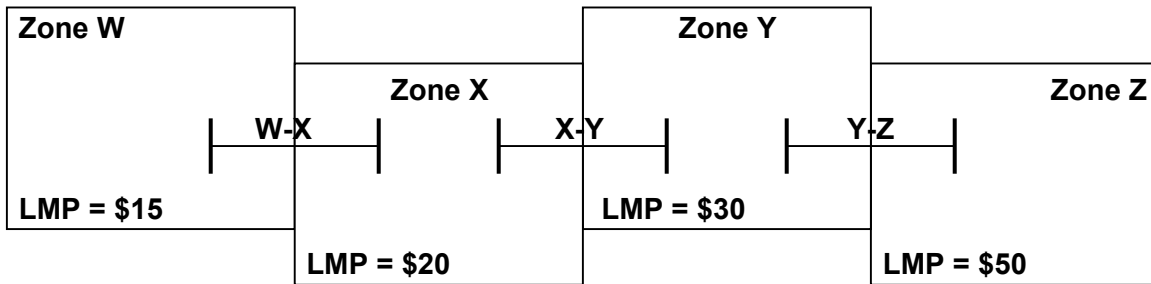 Zone W
Zone Y
Zone X
Zone Z
W-X
X-Y
Y-Z
LMP = $15
LMP = $30
LMP = $20
LMP = $50